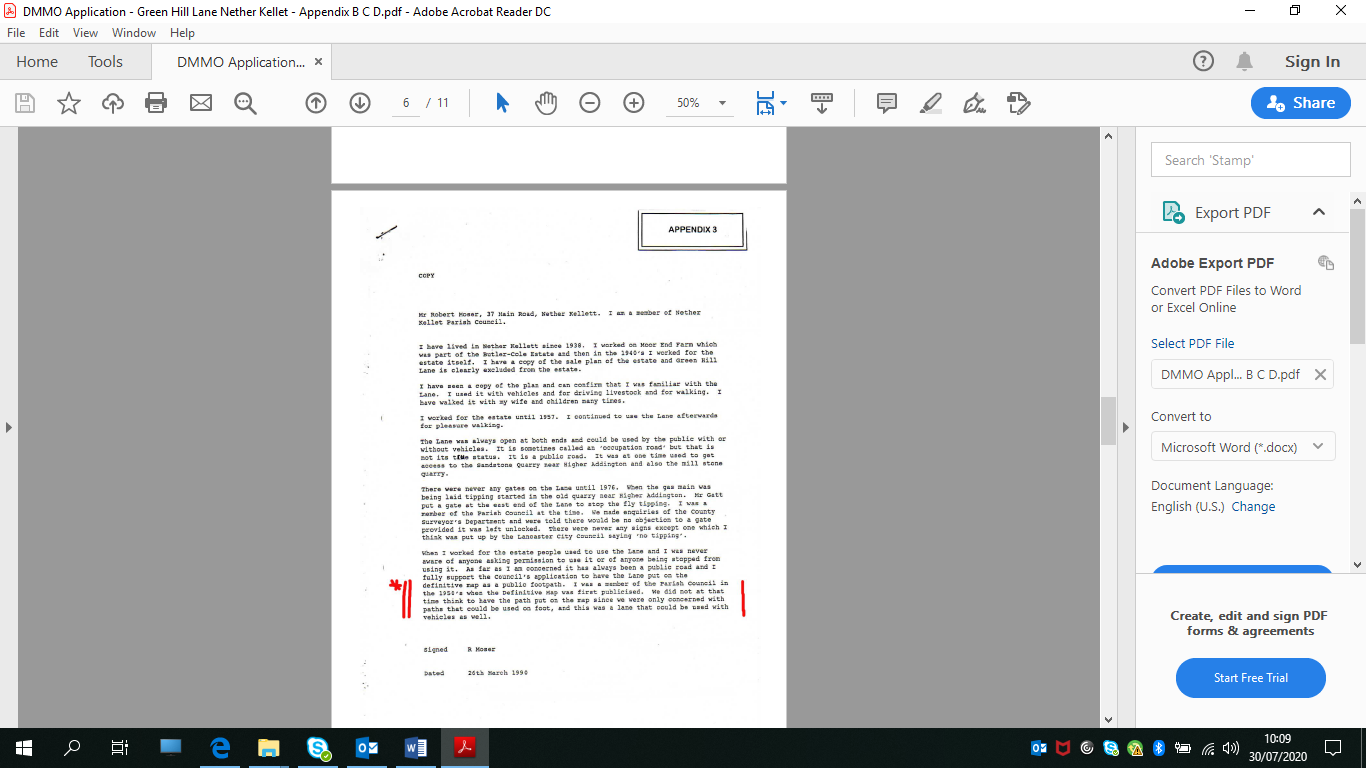 DMMO Application - Green Hill Lane Nether Kellet - Appendix B C D.pdf - Adobe Acrobat Reader DC
File Edit View Window Help
Home Tools DMMO Application... × Sign In
6 / 11 50% Share
Search 'Stamp'
Export PDF
Adobe Export PDF
Convert PDF Files to Word
or Excel Online
Select PDF File
DMMO Appl... B C D.pdf
Convert to
Microsoft Word (*.docx)
Document Language:
English (U.S.) Change
Create, edit and sign PDF
forms & agreements
Start Free Trial
APPENDIX 3
COPY
Mr Robert Moser, 37 Main Road, Nether Kellett. I am a member of Nether
Kellet Parish Council.
I have lived in Nether Kellett since 1938. I worked on Moor End Farm which
was part of the Butler-Cole Estate and then in the 1940's I worked for the
estate itself. I have a copy of the sale plan of the estate and Green Hill
Lane is clearly excluded from the estate.
I have seen a copy of the plan and can confirm that I was familiar with the
Lane. I used it with vehicles and for driving livestock and for walking. I
have walked it with my wife and children many times.
I worked for the estate until 1957. I continued to use the Lane afterwards
for pleasure walking.
The Lane was always open at both ends and could be used by the public with or
without vehicles. It is sometimes called an 'occupation road' but that is
not its status. It is a public road. It was at one time used to get
access to the Sandstone Quarry near Higher Addington and also the mill stone
quarry.
There were never any gates on the Lane until 1976. When the gas main was
being laid tipping started in the old quarry near Higher Addington. Mr Gatt
put a gate at the east end of the Lane to stop the fly tipping. I was a
member of the Parish Council at the time. We made enquiries of the County
Surveyor's Department and were told there would be no objection to a gate
provided it was left unlocked. There were never any signs except one which I
think was put up by the Lancaster City Council saying 'no tipping'.
When I worked for the estate people used to use the Lane and I was never
aware of anyone asking permission to use it or of anyone being stopped from
using it. As far as I am concerned it has always been a public road and I
fully support the Council's application to have the Lane put on the
definitive map as a public footpath. I was a member of the Parish Council in
the 1950's when the Definitive Map was first publicised. We did not at that
time think to have the path put on the map since we were only concerned with
paths that could be used on foot, and this was a lane that could be used with
vehicles as well.
Signed R Moser
Dated 26th March 1990
10:09
30/07/2020